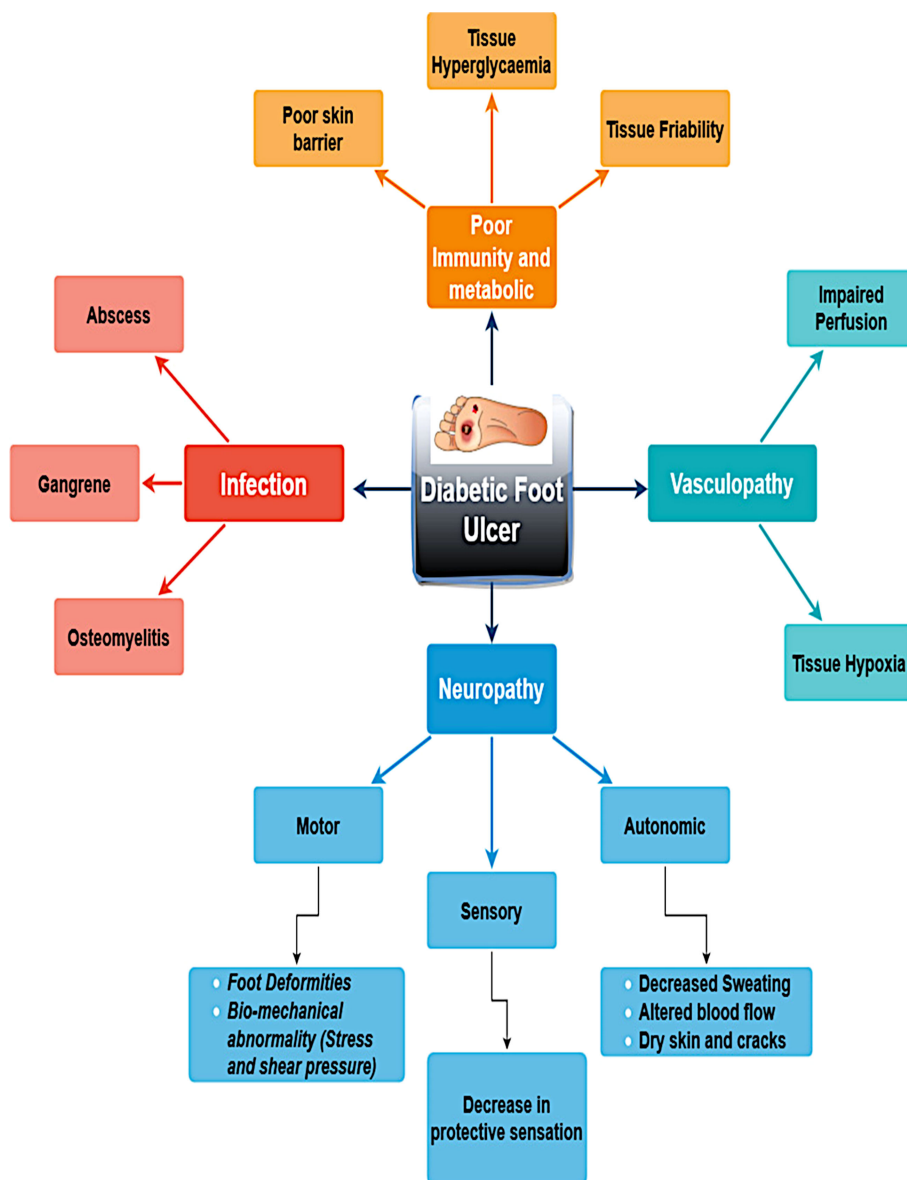 Tissue
Hyperglycaemia
Poor skin
barrier
Tissue Friability
Poor
Immunity and
metabolic
Abscess
Impaired
Perfusion
Gangrene
Infection
Diabetic Foot
Ulcer
Vasculopathy
Osteomyelitis
Tissue Hypoxia
Neuropathy
Motor
Sensory
Autonomic
Foot Deformities
Bio-mechanical
abnormality (Stress
and shear pressure)
Decrease in
protective sensation
Decreased Sweating
Altered blood flow
Dry skin and cracks